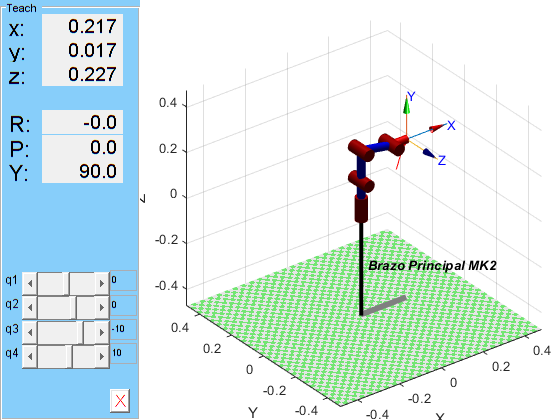 Teach
x: 0.217
y: 0.017
z: 0.227
R: -0.0
P: 0.0
Y: 90.0
q1 0
q2 0
q3 -10
q4 10
X
0.4
0.2
0
-0.2
-0.4
Z
Y
X
Z
Brazo Principal MK2
0.4
0.2
0
-0.2
-0.4
Y
-0.4
-0.2
0
0.2
0.4
X